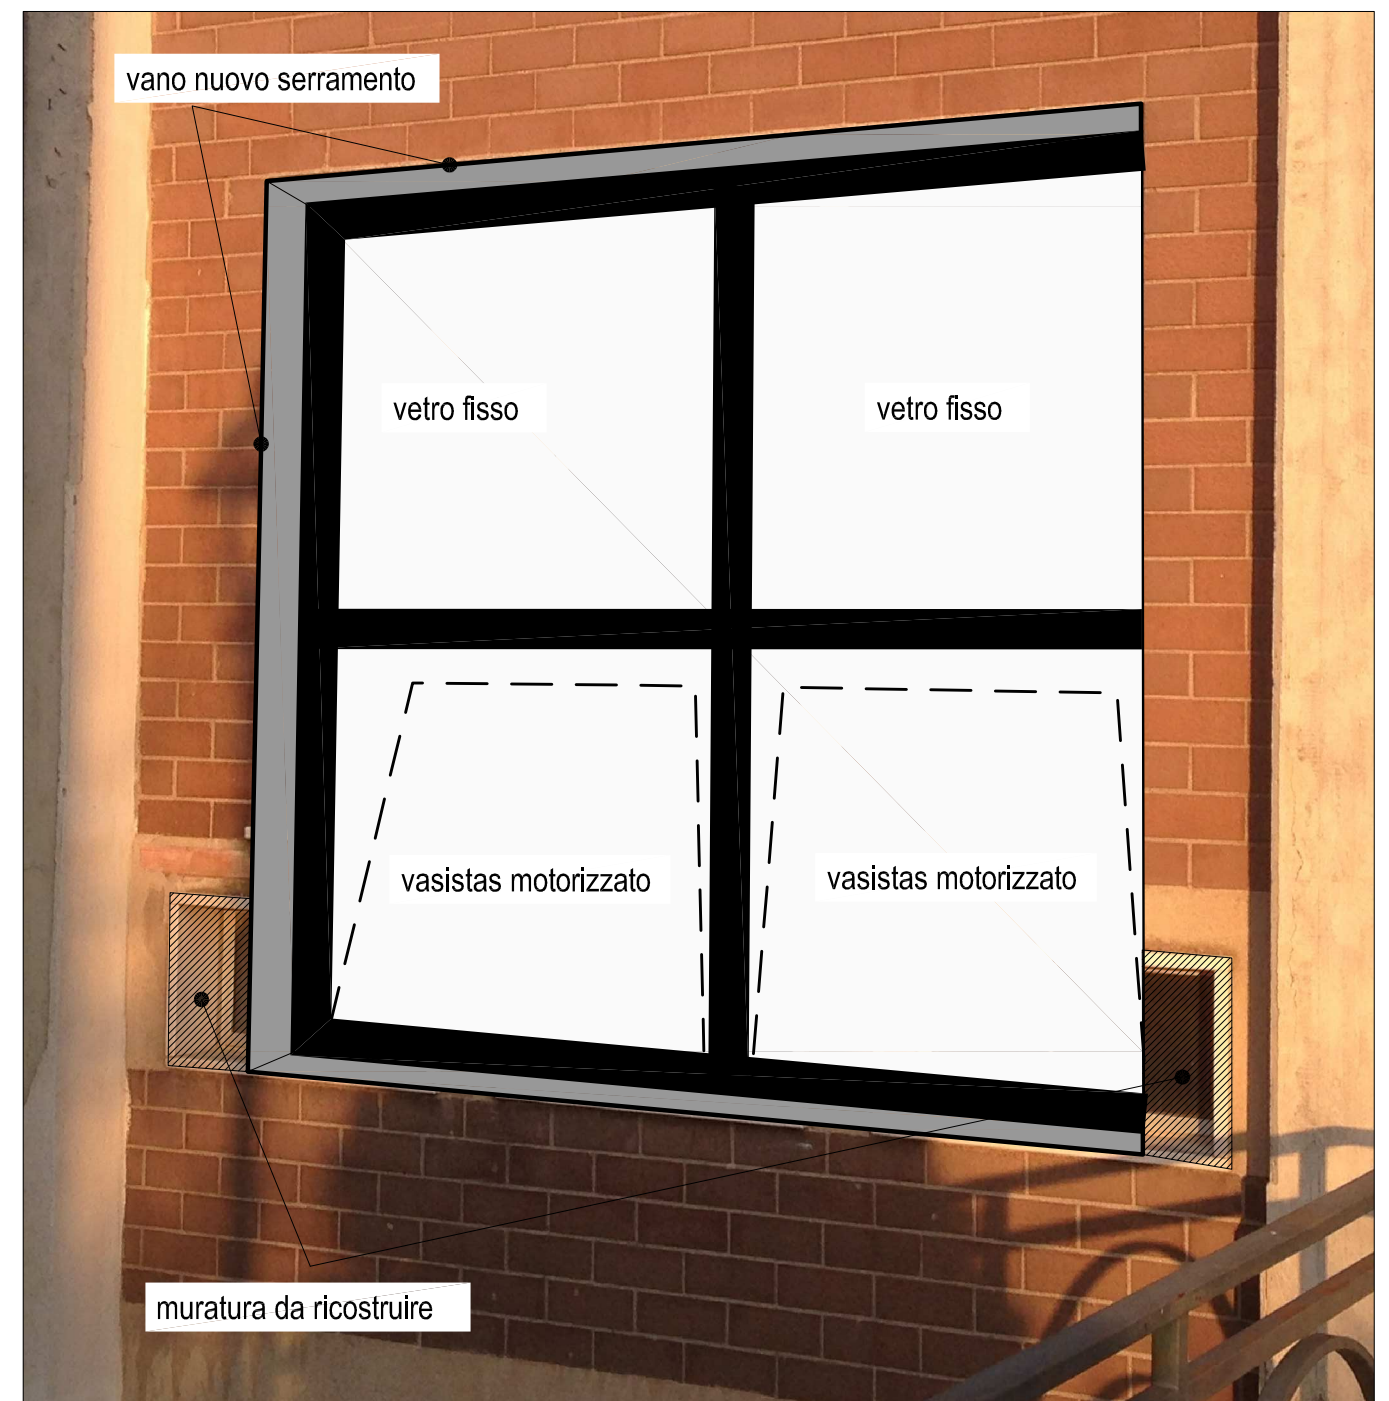 vano nuovo serramento
vetro fisso
vetro fisso
vasistas motorizzato
vasistas motorizzato
muratura da ricostruire